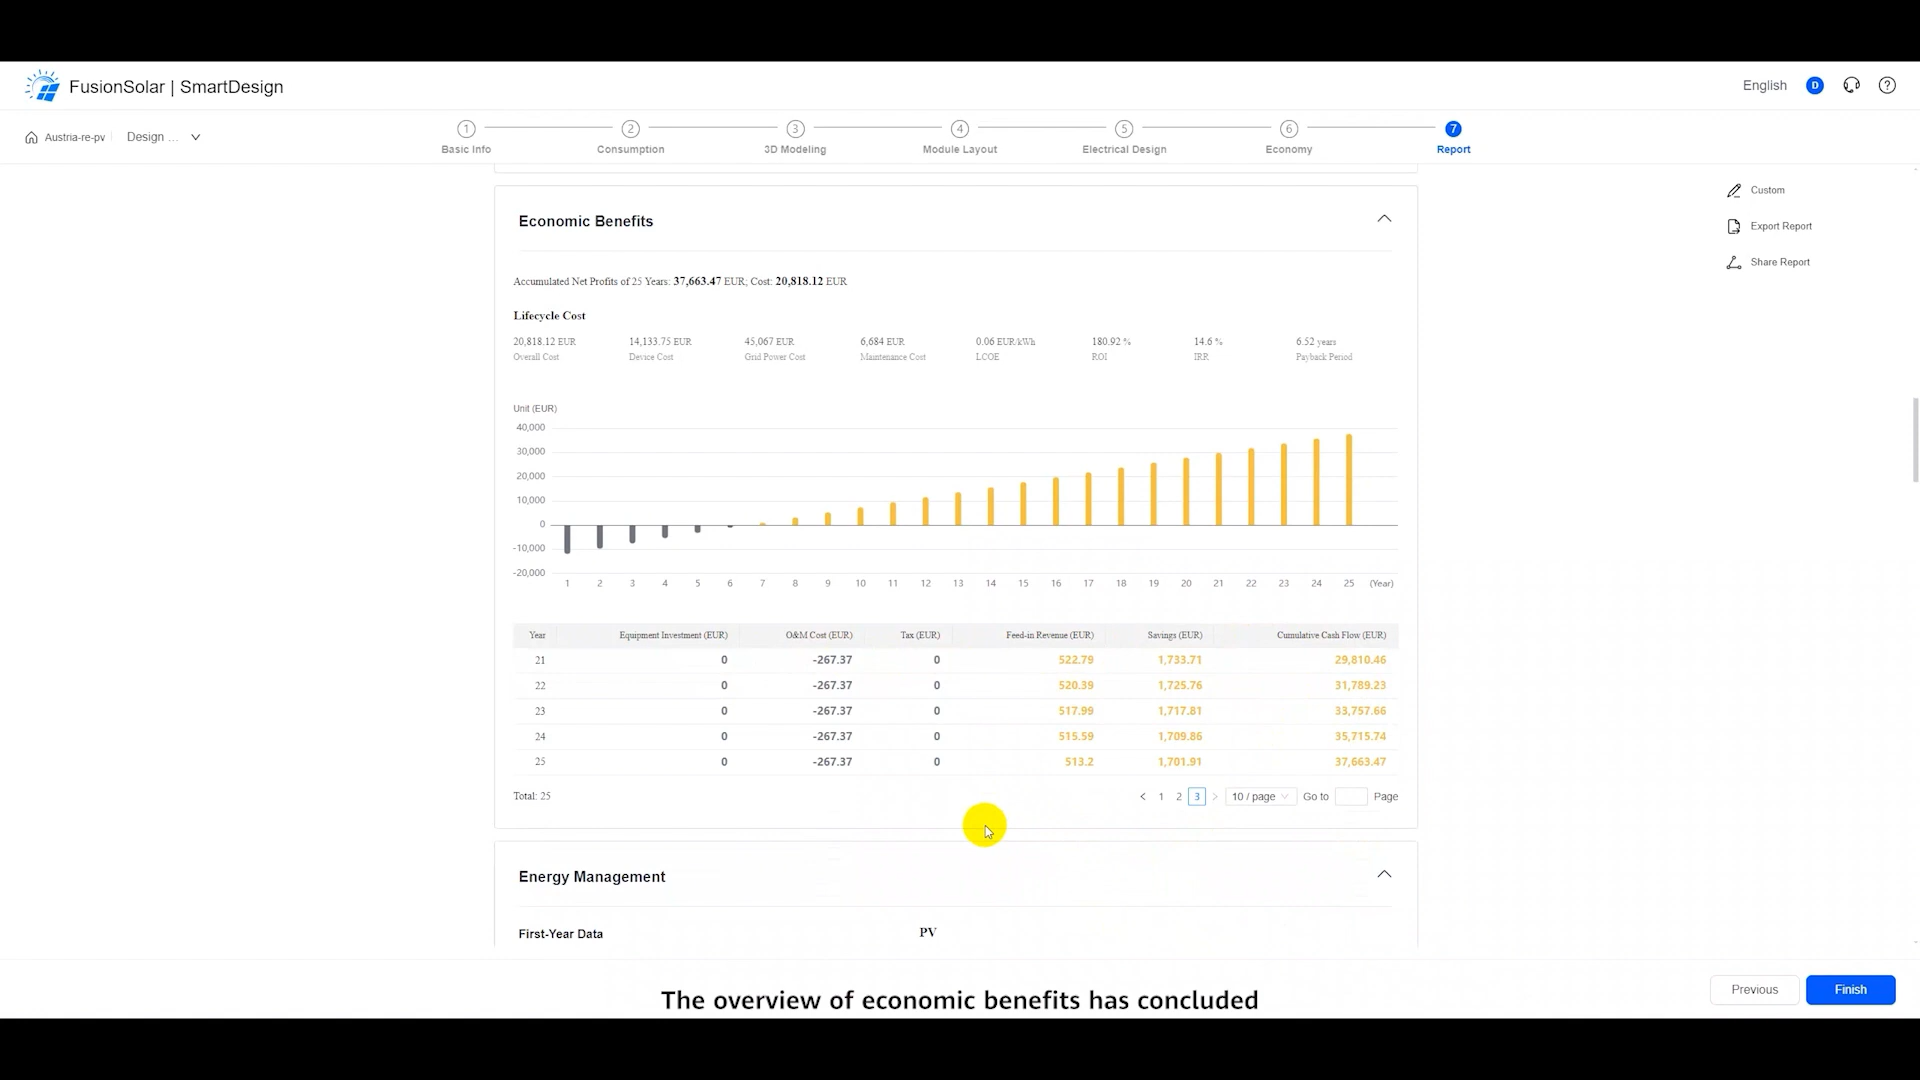 FusionSolar | SmartDesign
English D ?
Austria-re-pv Design ...
1 2 3 4 5 6 7
Basic Info Consumption 3D Modeling Module Layout Electrical Design Economy Report
Custom
Export Report
Share Report
Economic Benefits
Accumulated Net Profits of 25 Years: 37,663.47 EUR; Cost: 20,818.12 EUR
Lifecycle Cost
20,818.12 EUR 14,133.75 EUR 45,067 EUR 6,684 EUR 0.06 EUR/kWh 180.92 % 14.6 % 6.52 years
Overall Cost Device Cost Grid Power Cost Maintenance Cost LCOE ROI IRR Payback Period
Unit (EUR)
40,000
30,000
20,000
10,000
0
-10,000
-20,000
1 2 3 4 5 6 7 8 9 10 11 12 13 14 15 16 17 18 19 20 21 22 23 24 25 (Year)
Year Equipment Investment (EUR) O&M Cost (EUR) Tax (EUR) Feed-in Revenue (EUR) Savings (EUR) Cumulative Cash Flow (EUR)
21 0 -267.37 0 522.79 1,733.71 29,810.46
22 0 -267.37 0 520.39 1,725.76 31,789.23
23 0 -267.37 0 517.99 1,717.81 33,757.66
24 0 -267.37 0 515.59 1,709.86 35,715.74
25 0 -267.37 0 513.2 1,701.91 37,663.47
Total: 25 < 1 2 3 > 10 / page Go to Page
Energy Management
First-Year Data PV
Previous Finish
The overview of economic benefits has concluded